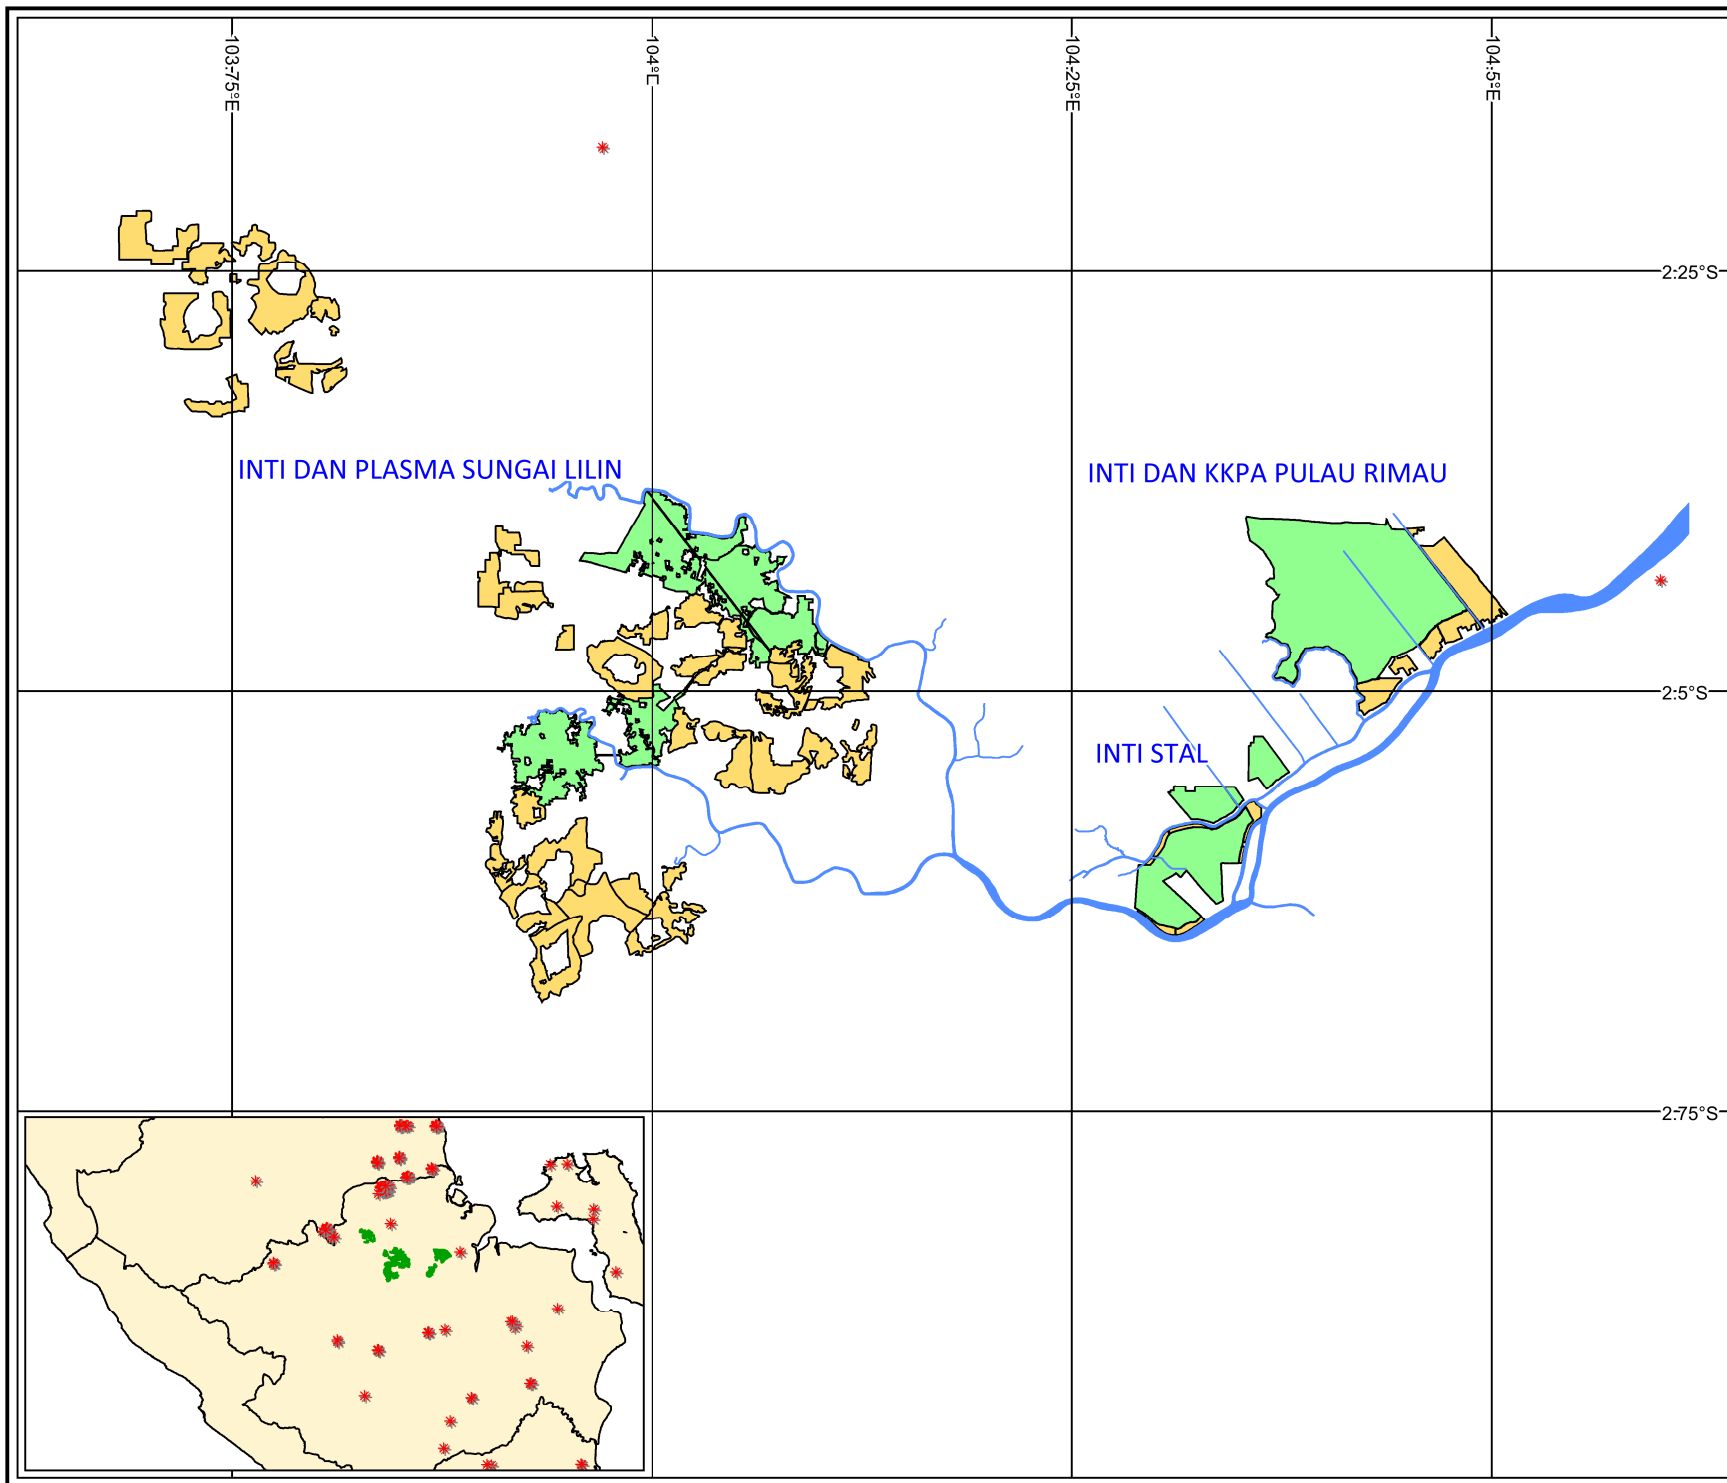 103.75°E
104°E
104.25°E
104.5°E
2.25°S
INTI DAN PLASMA SUNGAI LILIN
INTI DAN KKPA PULAU RIMAU
2.5°S
INTI STAL
2.75°S